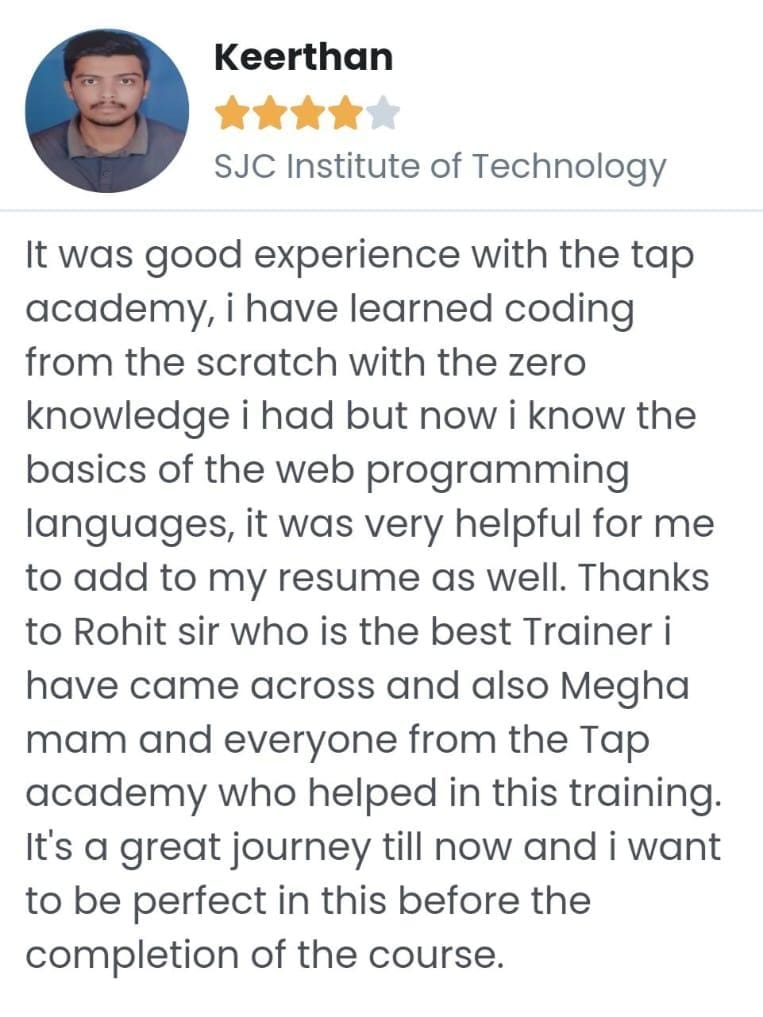 Keerthan
SJC Institute of Technology
It was good experience with the tap
academy, i have learned coding
from the scratch with the zero
knowledge i had but now i know the
basics of the web programming
languages, it was very helpful for me
to add to my resume as well. Thanks
to Rohit sir who is the best Trainer i
have came across and also Megha
mam and everyone from the Tap
academy who helped in this training.
It's a great journey till now and i want
to be perfect in this before the
completion of the course.